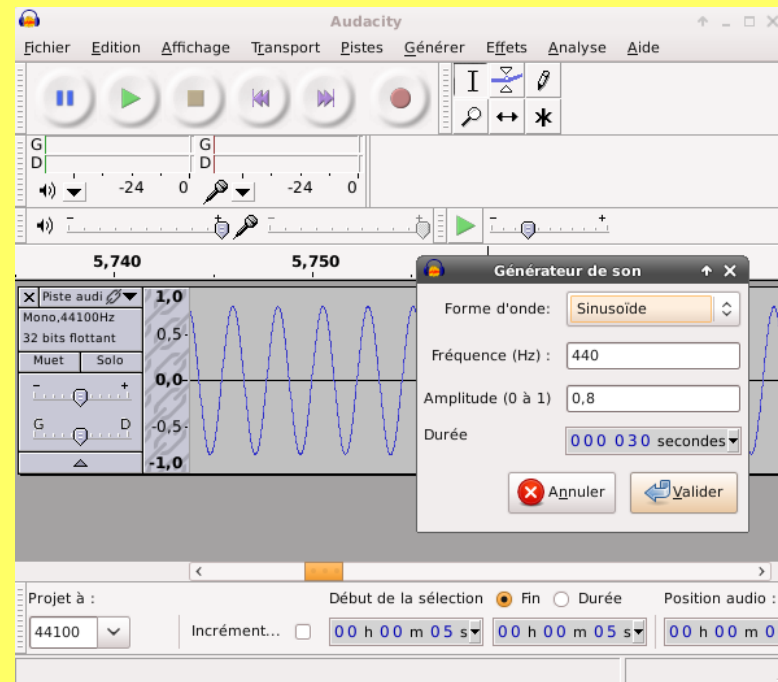 Audacity
Fichier Edition Affichage Transport Pistes Générer Effets Analyse Aide
G
D
G
D
-24 0
-24 0
5,740 5,750
Générateur de son
Forme d'onde: Sinusoïde
Fréquence (Hz) : 440
Amplitude (0 à 1) 0,8
Durée 000 030 secondes
Annuler Valider
Piste audi
Mono,44100Hz
32 bits flottant
Muet Solo
- +
G D
1,0
0,5
0,0
-0,5
-1,0
Projet à :
44100
Incrément...
Début de la sélection Fin Durée
00 h 00 m 05 s 00 h 00 m 05 s
Position audio :
00 h 00 m 0